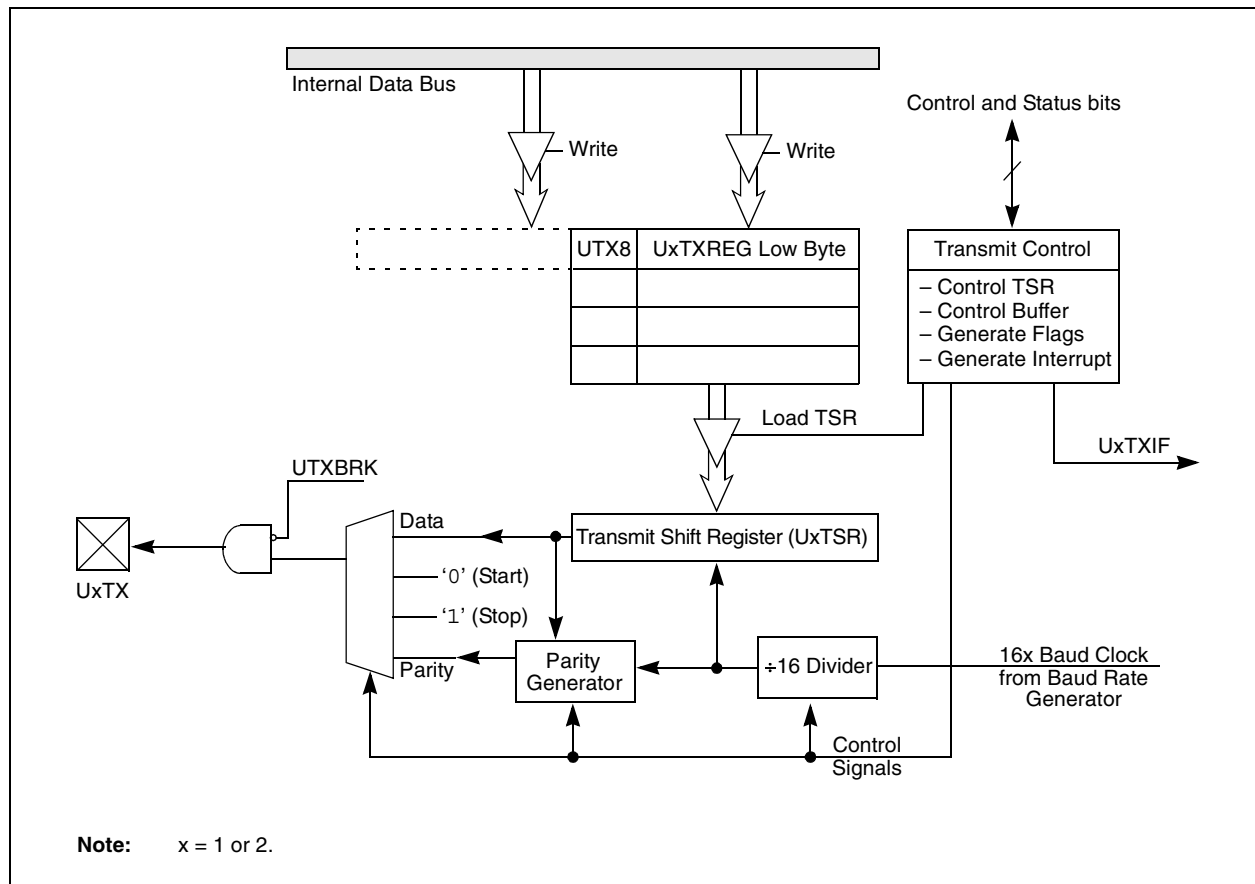 Internal Data Bus
Control and Status bits
Write
Write
UTX8
UxTXREG Low Byte
Transmit Control
– Control TSR
– Control Buffer
– Generate Flags
– Generate Interrupt
Load TSR
UxTXIF
UTXBRK
Data
Transmit Shift Register (UxTSR)
UxTX
‘0’ (Start)
‘1’ (Stop)
Parity
Parity
Generator
÷16 Divider
16x Baud Clock
from Baud Rate
Generator
Control
Signals
Note: x = 1 or 2.